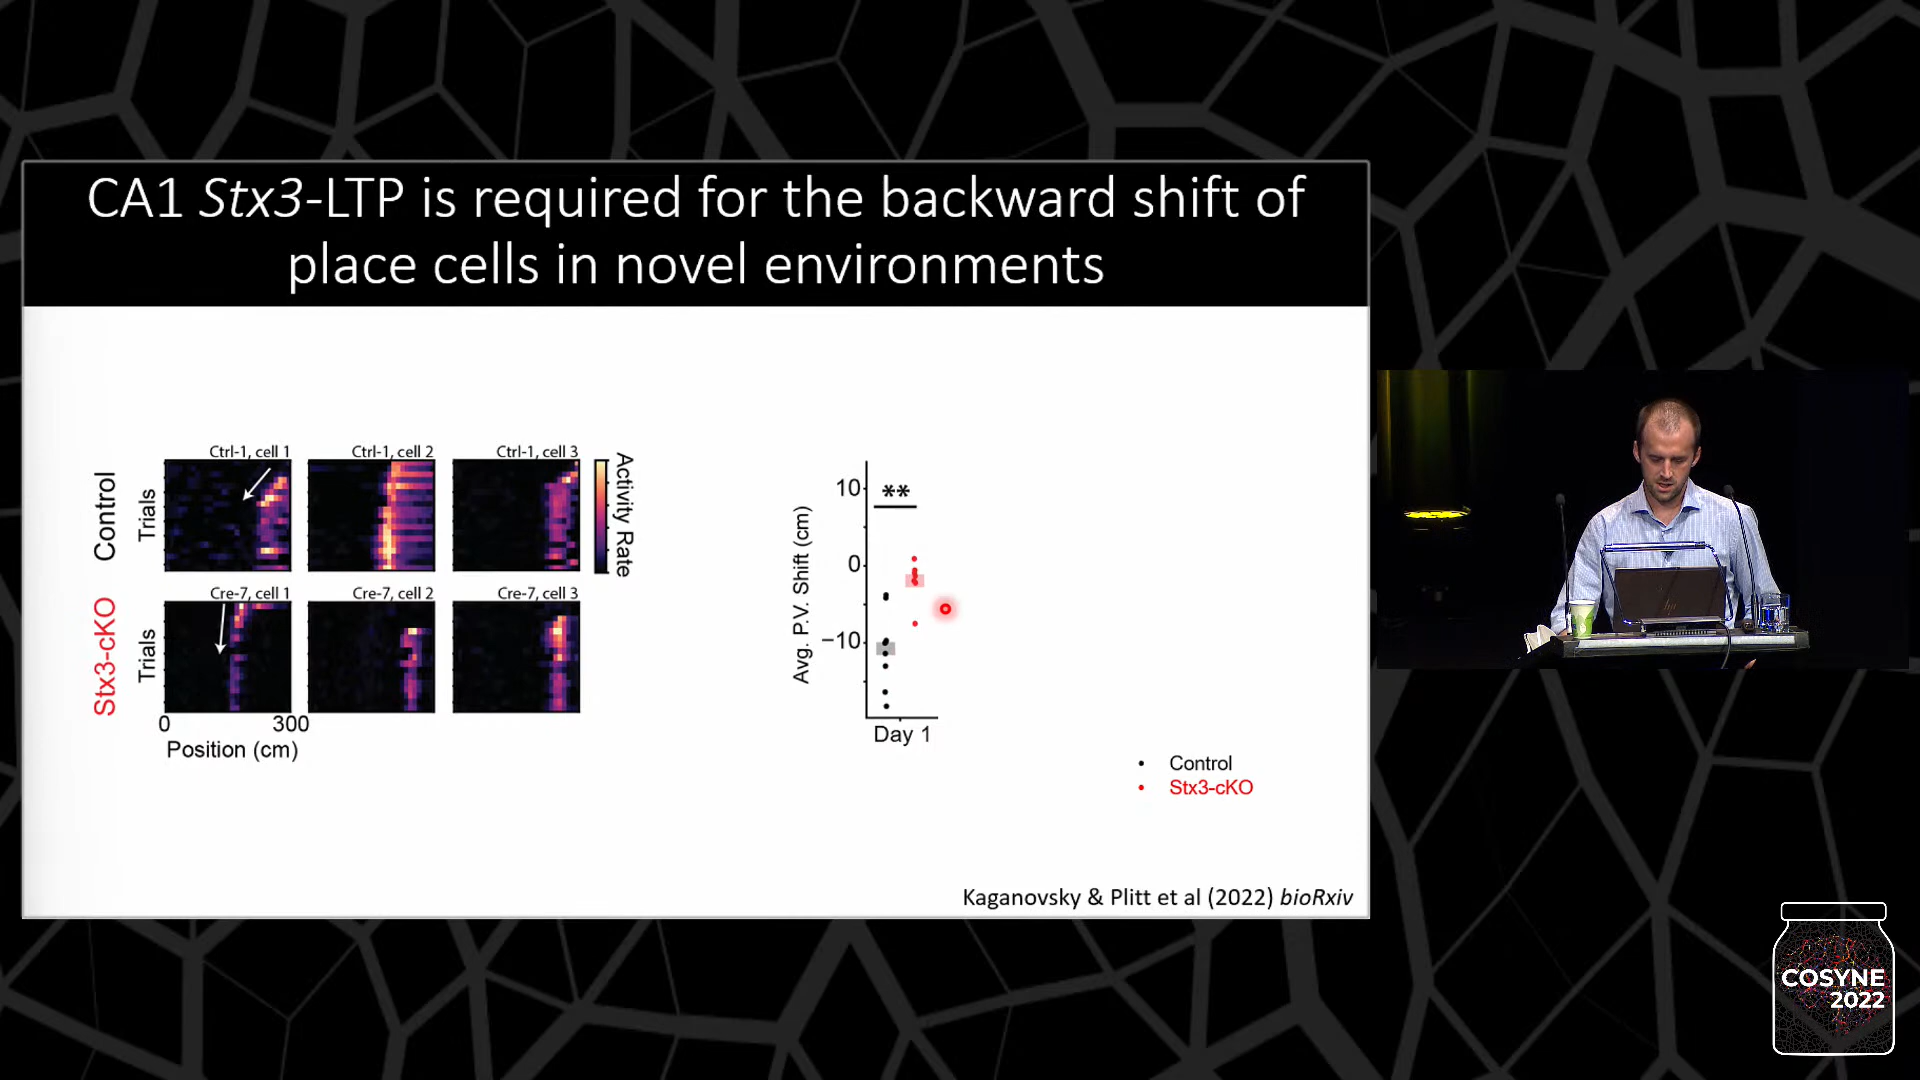 CA1 Stx3-LTP is required for the backward shift of
place cells in novel environments
Control
Trials
Ctrl-1, cell 1
Ctrl-1, cell 2
Ctrl-1, cell 3
Activity Rate
Stx3-cKO
Trials
Cre-7, cell 1
Cre-7, cell 2
Cre-7, cell 3
0
300
Position (cm)
Avg. P.V. Shift (cm)
10
0
−10
**
Day 1
• Control
• Stx3-cKO
Kaganovsky & Plitt et al (2022) bioRxiv
COSYNE
2022